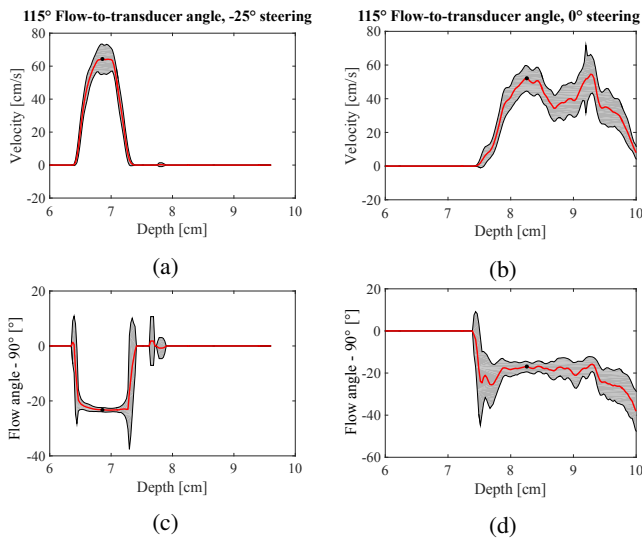 115° Flow-to-transducer angle, -25° steering
80
60
40
20
0
-20
Velocity [cm/s]
6 7 8 9 10
Depth [cm]
(a)
115° Flow-to-transducer angle, 0° steering
80
60
40
20
0
-20
Velocity [cm/s]
6 7 8 9 10
Depth [cm]
(b)
20
0
-20
-40
Flow angle - 90° [°]
6 7 8 9 10
Depth [cm]
(c)
20
0
-20
-40
-60
Flow angle - 90° [°]
6 7 8 9 10
Depth [cm]
(d)